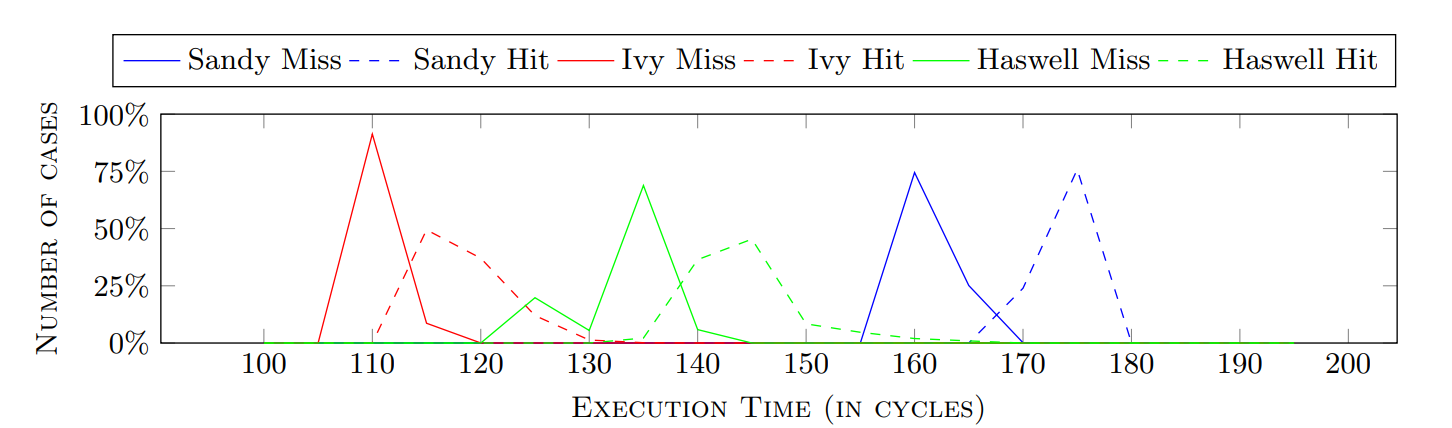 Sandy Miss Sandy Hit Ivy Miss Ivy Hit Haswell Miss Haswell Hit
NUMBER OF CASES
100%
75%
50%
25%
0%
100 110 120 130 140 150 160 170 180 190 200
EXECUTION TIME (IN CYCLES)